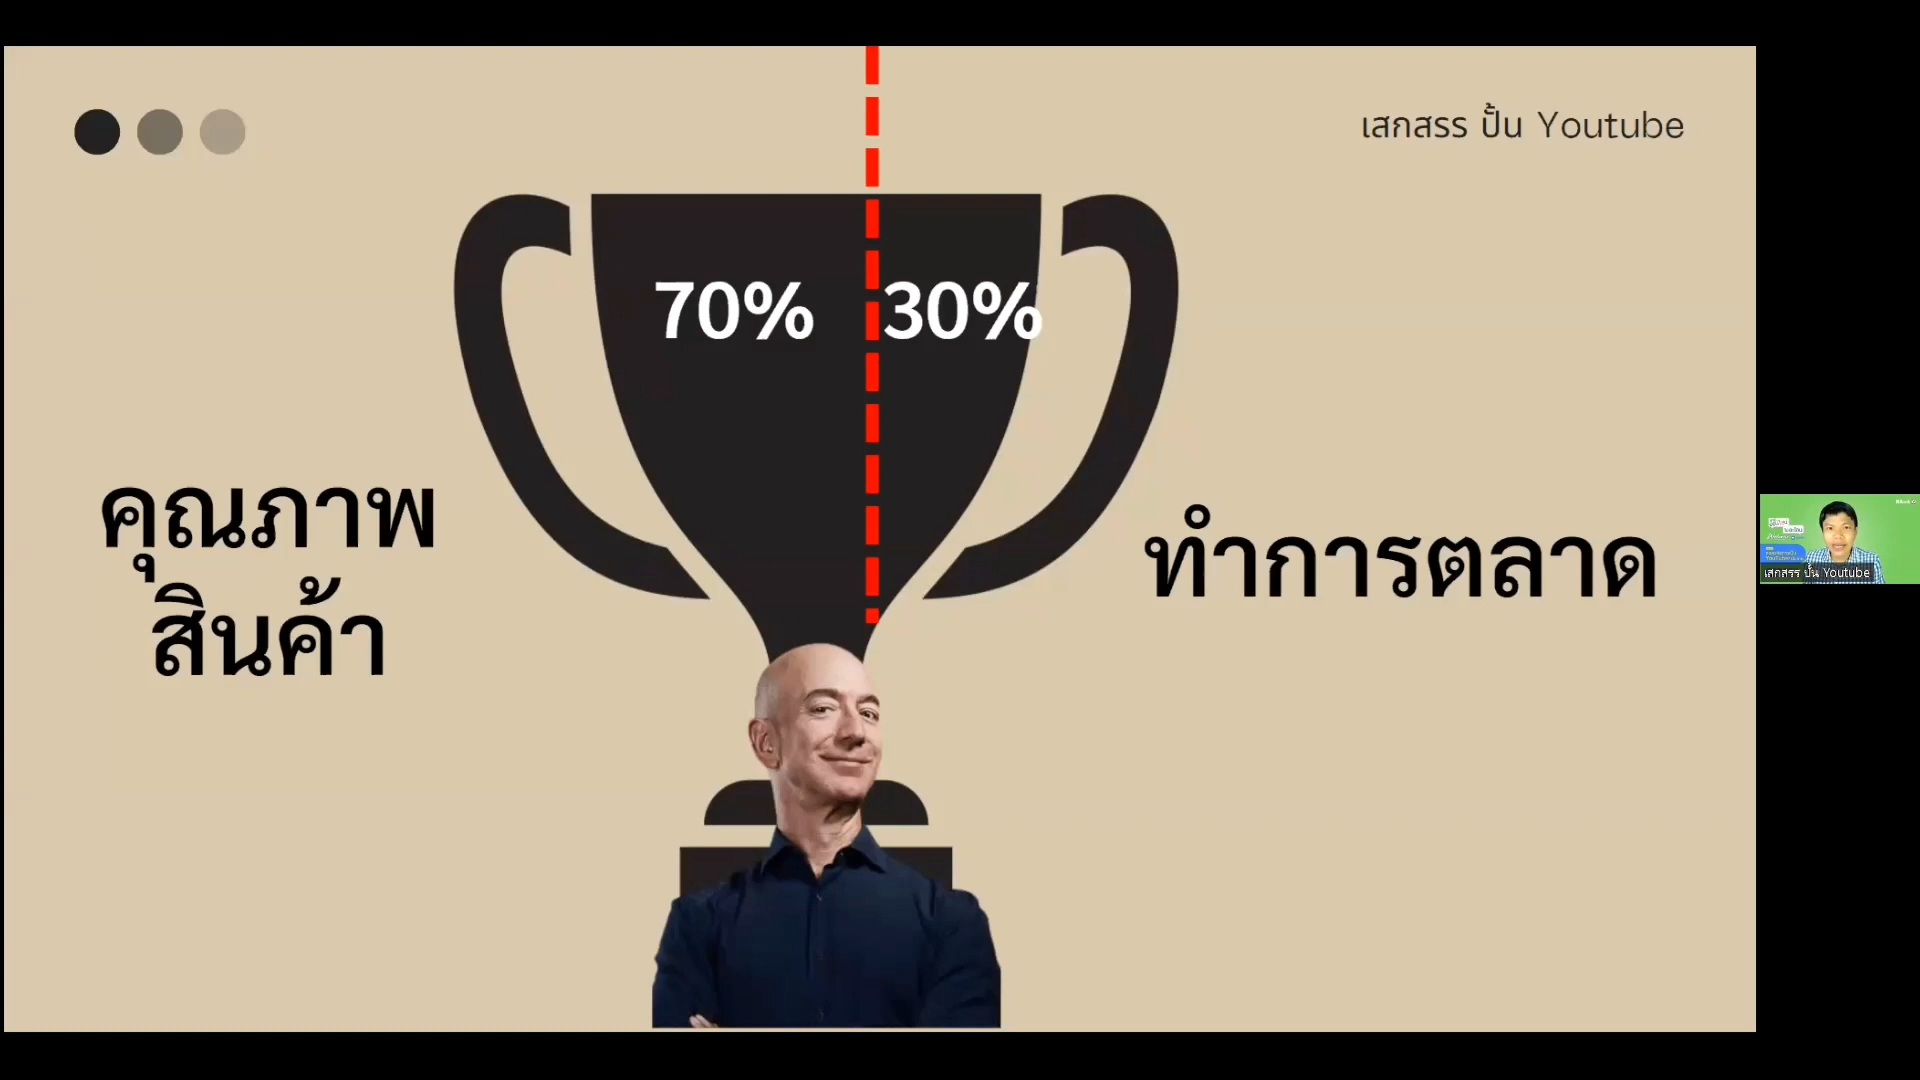 เสกสรร ปั้น Youtube
70%
30%
คุณภาพ
สินค้า
ทำการตลาด
เสกสรร ปั้น Youtube